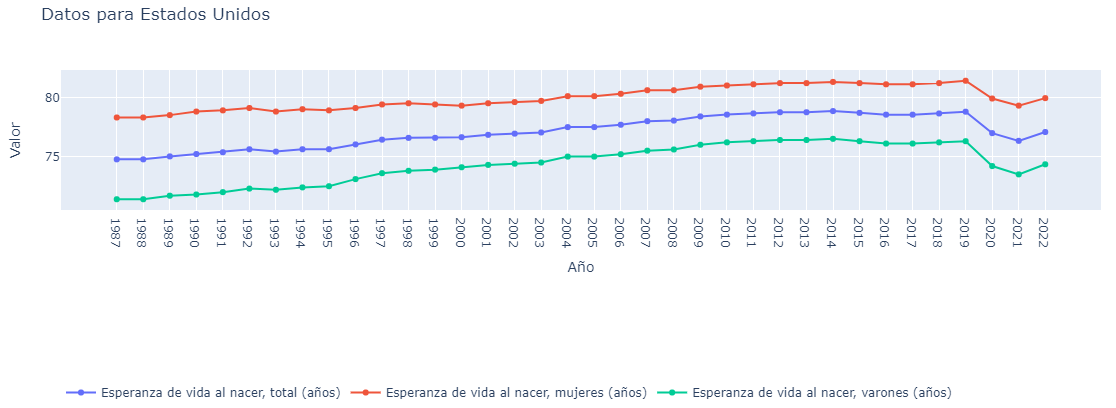 Datos para Estados Unidos
Valor
80
75
1987 1988 1989 1990 1991 1992 1993 1994 1995 1996 1997 1998 1999 2000 2001 2002 2003 2004 2005 2006 2007 2008 2009 2010 2011 2012 2013 2014 2015 2016 2017 2018 2019 2020 2021 2022
Año
Esperanza de vida al nacer, total (años) Esperanza de vida al nacer, mujeres (años) Esperanza de vida al nacer, varones (años)